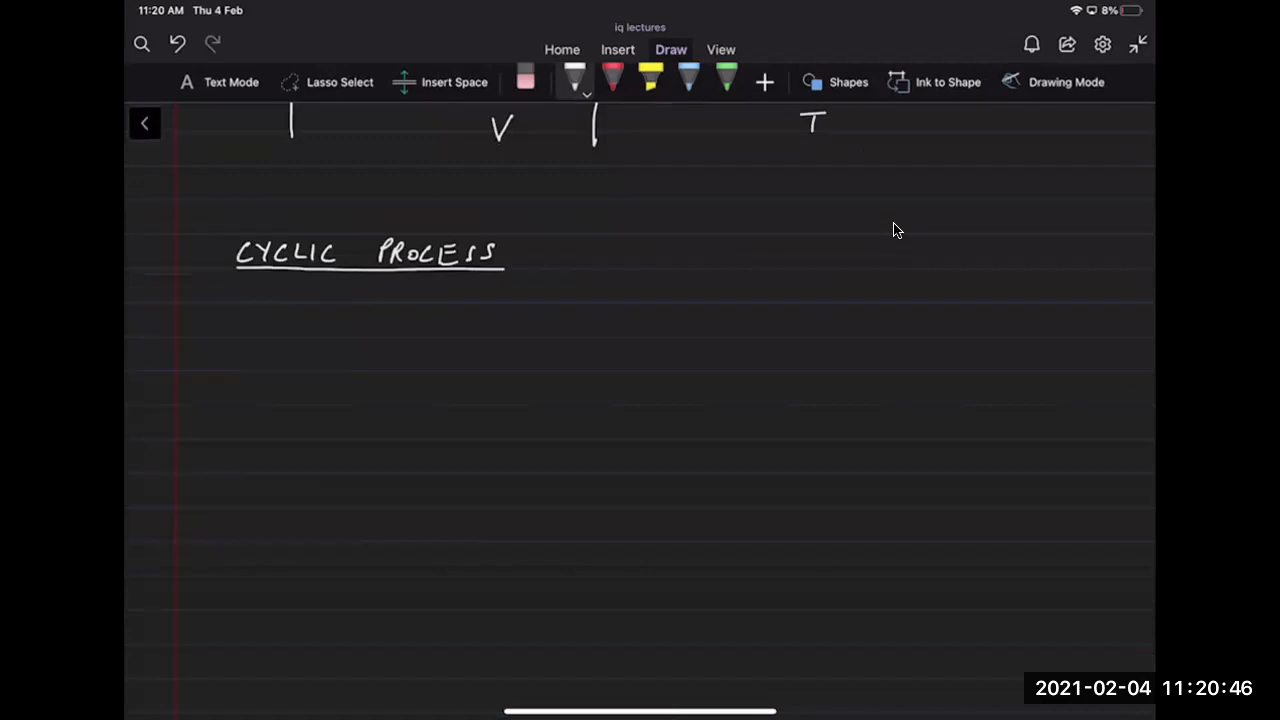 11:20 AM Thu 4 Feb
8%
iq lectures
Home Insert Draw View
Text Mode Lasso Select Insert Space Shapes Ink to Shape Drawing Mode
V T
CYCLIC PROCESS
2021-02-04 11:20:46